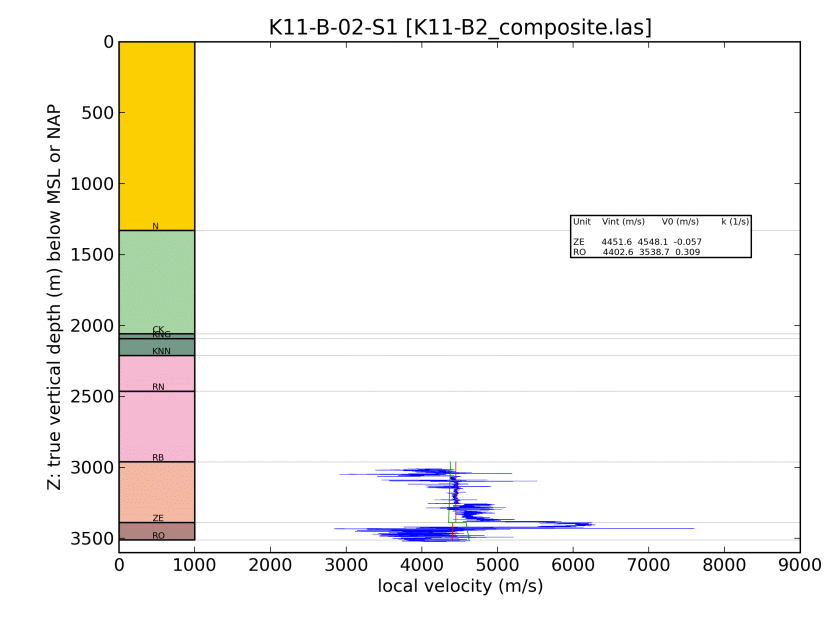 K11-B-02-S1 [K11-B2_composite.las]
Z: true vertical depth (m) below MSL or NAP
0
500
1000
1500
2000
2500
3000
3500
N
CK
KNG
KNN
RN
RB
ZE
RO
Unit Vint (m/s) V0 (m/s) k (1/s)
ZE 4451.6 4548.1 -0.057
RO 4402.6 3538.7 0.309
0 1000 2000 3000 4000 5000 6000 7000 8000 9000
local velocity (m/s)